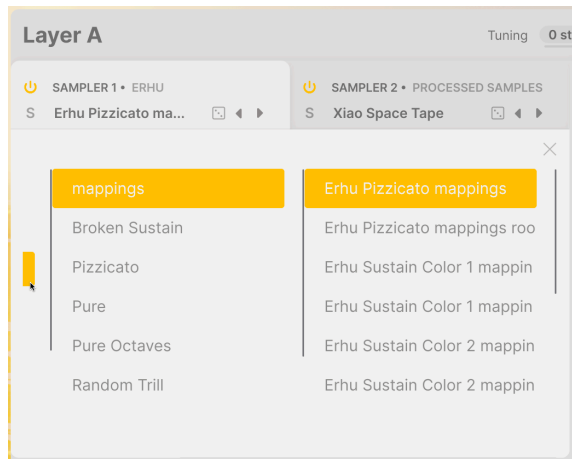 Layer A
Tuning 0 st
SAMPLER 1 • ERHU
S Erhu Pizzicato ma...
SAMPLER 2 • PROCESSED SAMPLES
S Xiao Space Tape
mappings
Broken Sustain
Pizzicato
Pure
Pure Octaves
Random Trill
Erhu Pizzicato mappings
Erhu Pizzicato mappings roo
Erhu Sustain Color 1 mappin
Erhu Sustain Color 1 mappin
Erhu Sustain Color 2 mappin
Erhu Sustain Color 2 mappin